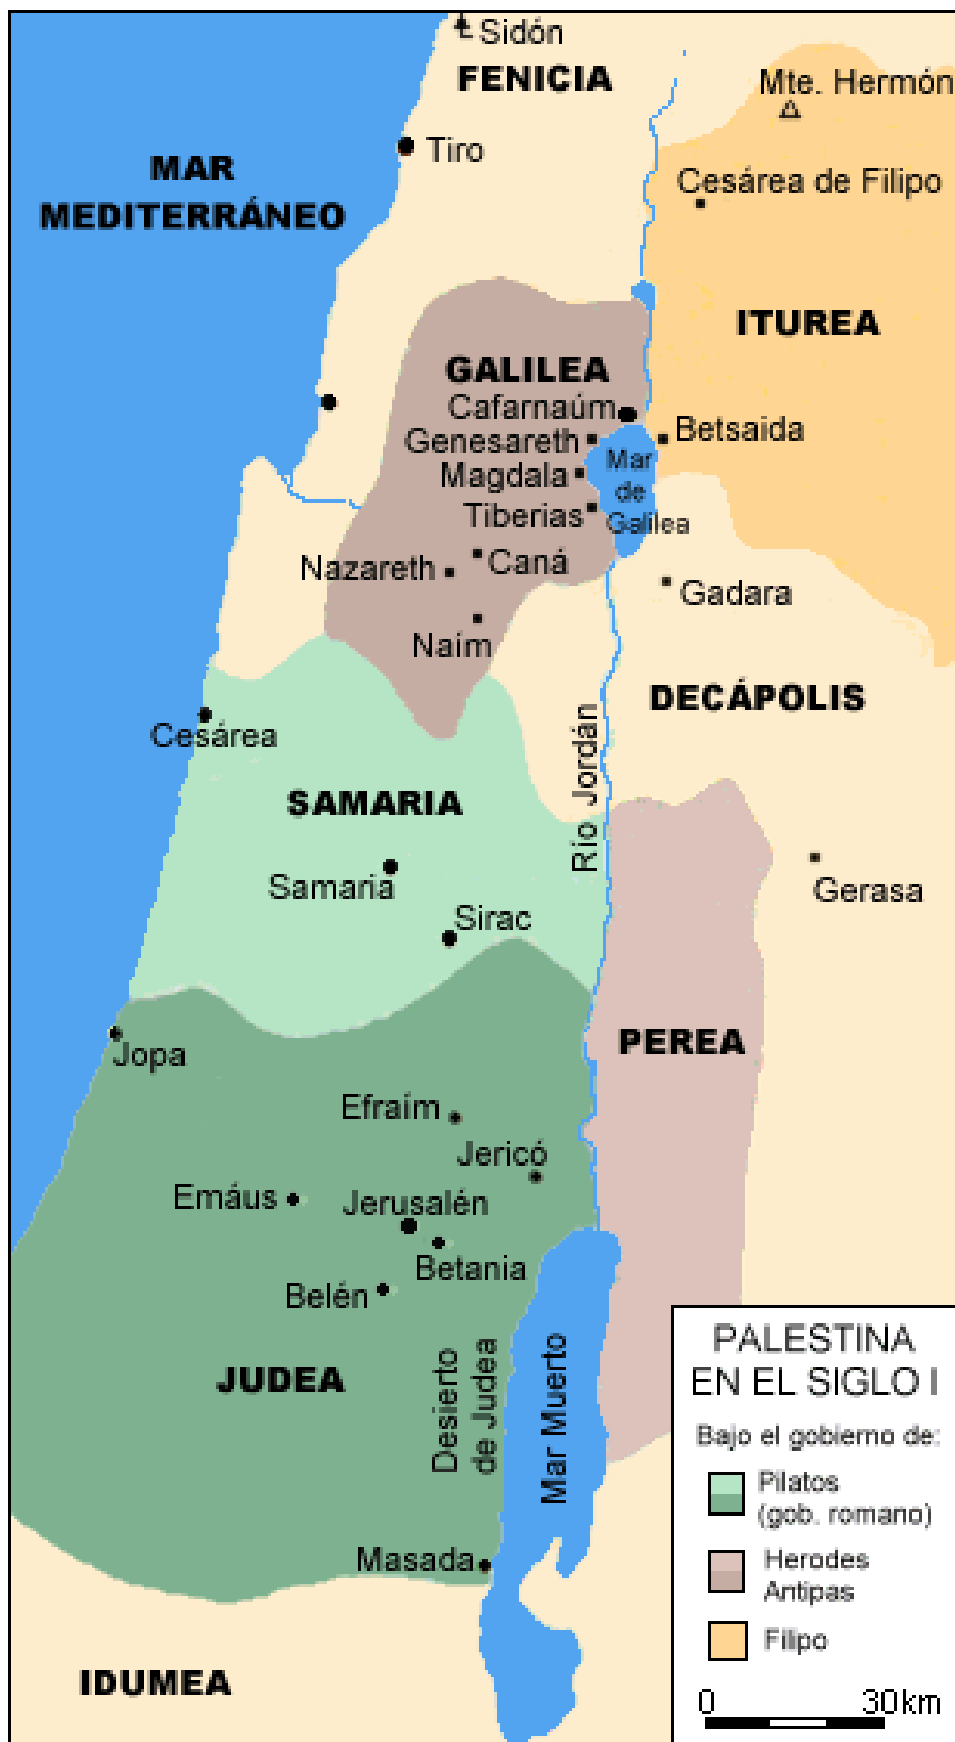 Sidón
FENICIA
Mte. Hermón
Tiro
MAR
MEDITERRÁNEO
Cesárea de Filipo
ITUREA
GALILEA
Cafarnaúm
Genesareth
Betsaida
Magdala
Mar
de
Galilea
Tiberias
Nazareth
Caná
Gadara
Naím
DECÁPOLIS
Cesárea
Río Jordán
SAMARIA
Samaria
Gerasa
Sirac
PEREA
Jopa
Efraím
Jericó
Emáus
Jerusalén
Betania
Belén
JUDEA
Desierto
de Judea
Mar Muerto
Masada
IDUMEA
PALESTINA
EN EL SIGLO I
Bajo el gobierno de:
Pilatos
(gob. romano)
Herodes
Antipas
Filipo
0 30km